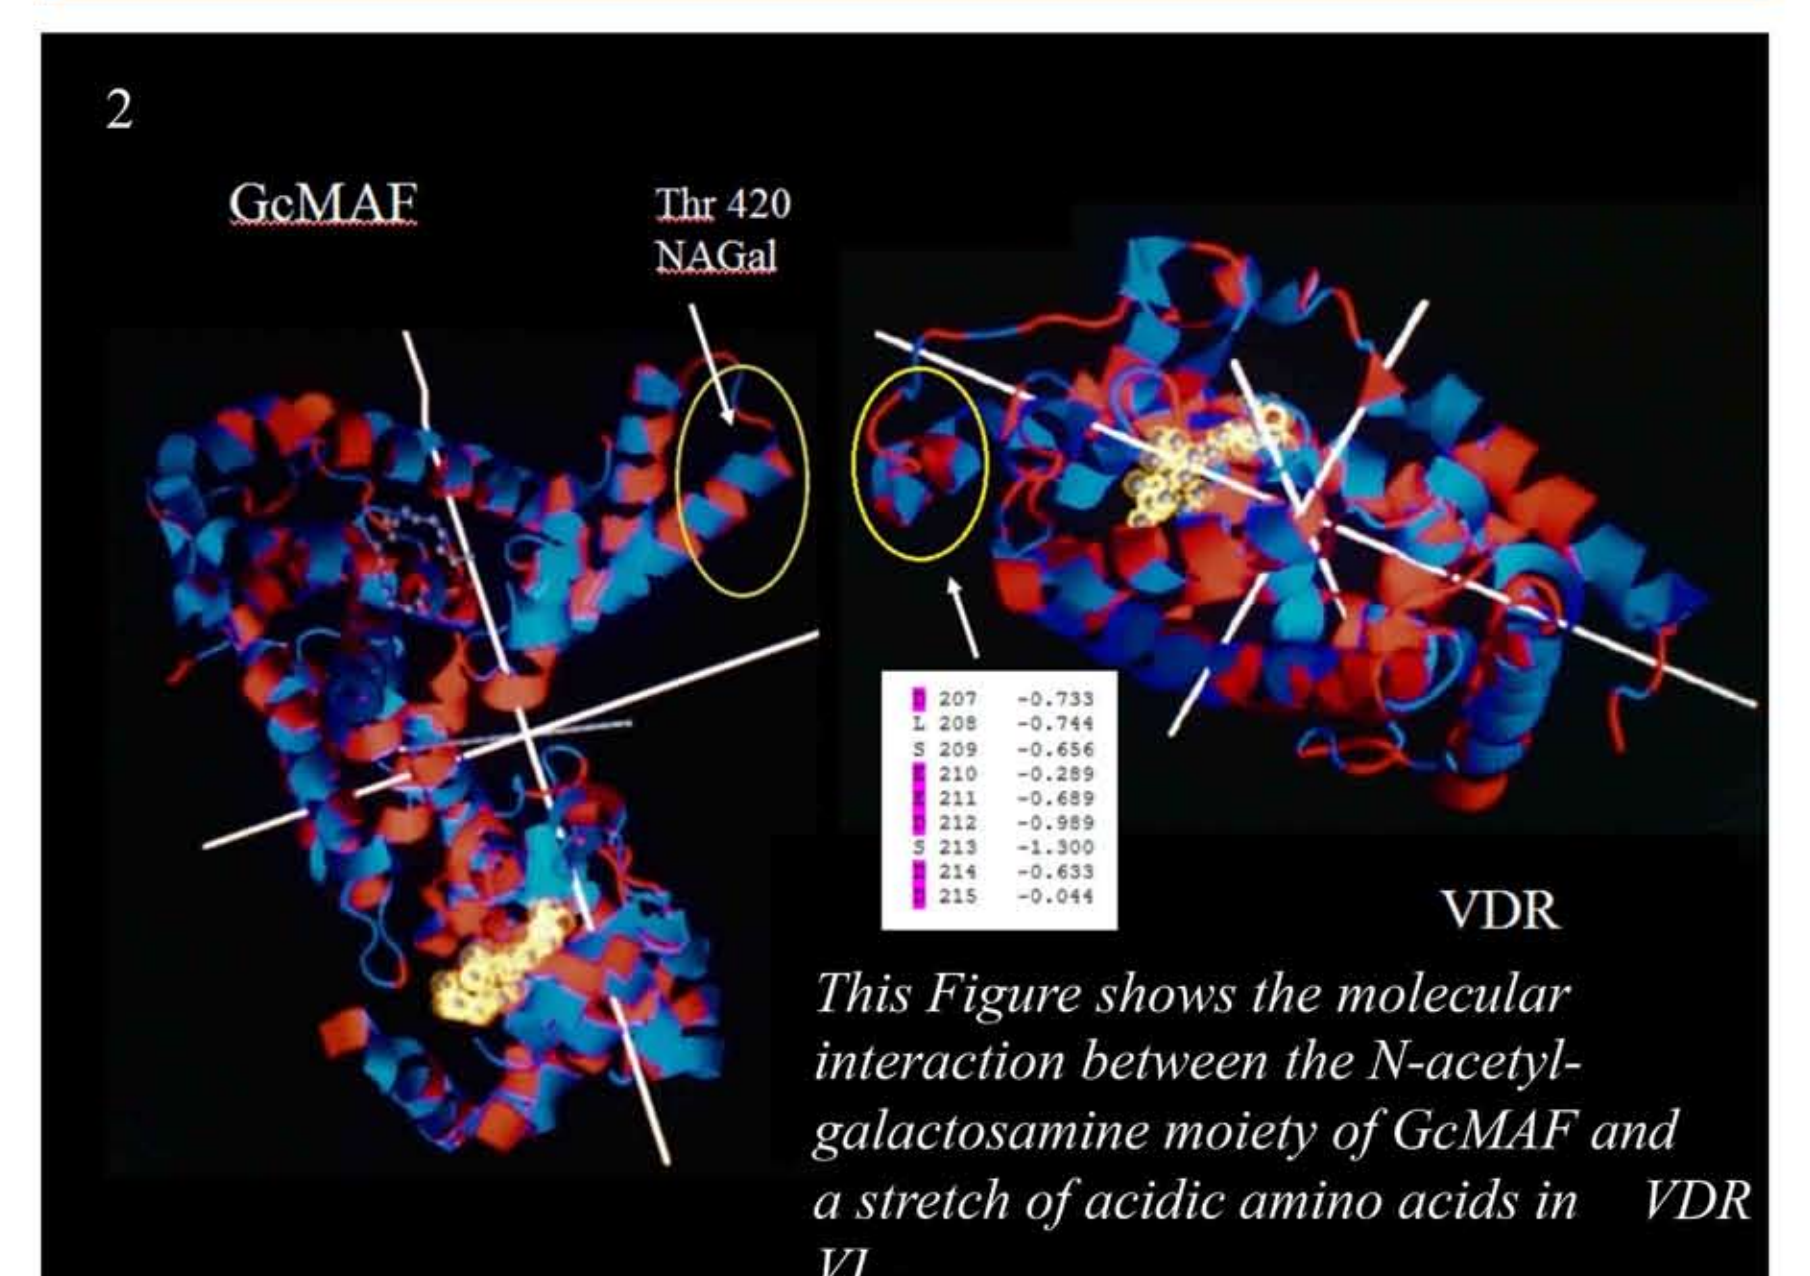 2
GcMAF
Thr 420
NAGal
207 -0.733
L 208 -0.744
S 209 -0.656
210 -0.289
211 -0.689
212 -0.989
S 213 -1.300
214 -0.633
215 -0.044
VDR
This Figure shows the molecular
interaction between the N-acetyl-
galactosamine moiety of GcMAF and
a stretch of acidic amino acids in VDR